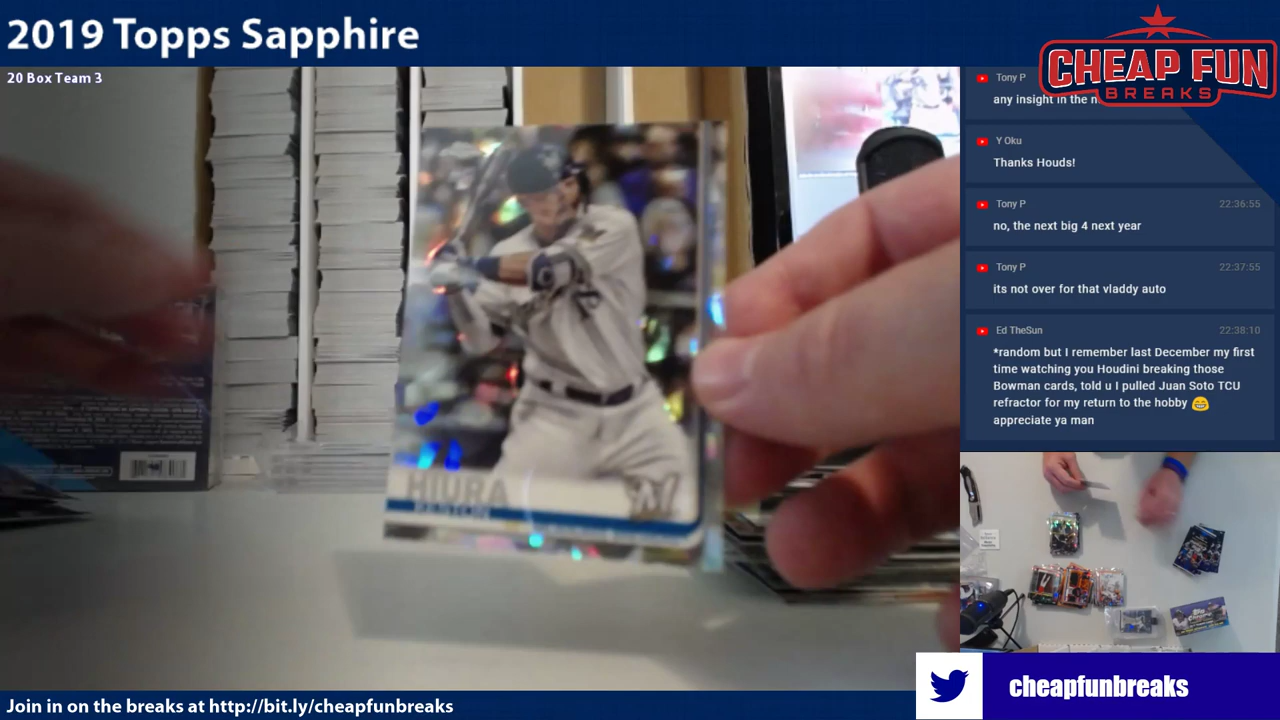 2019 Topps Sapphire
20 Box Team 3
CHEAP FUN
BREAKS
Tony P
any insight in the n
Y Oku
Thanks Houds!
Tony P 22:36:55
no, the next big 4 next year
Tony P 22:37:55
its not over for that vladdy auto
Ed TheSun 22:38:10
*random but I remember last December my first
time watching you Houdini breaking those
Bowman cards, told u I pulled Juan Soto TCU
refractor for my return to the hobby 😂
appreciate ya man
HIURA
KESTON
cheapfunbreaks
Join in on the breaks at http://bit.ly/cheapfunbreaks